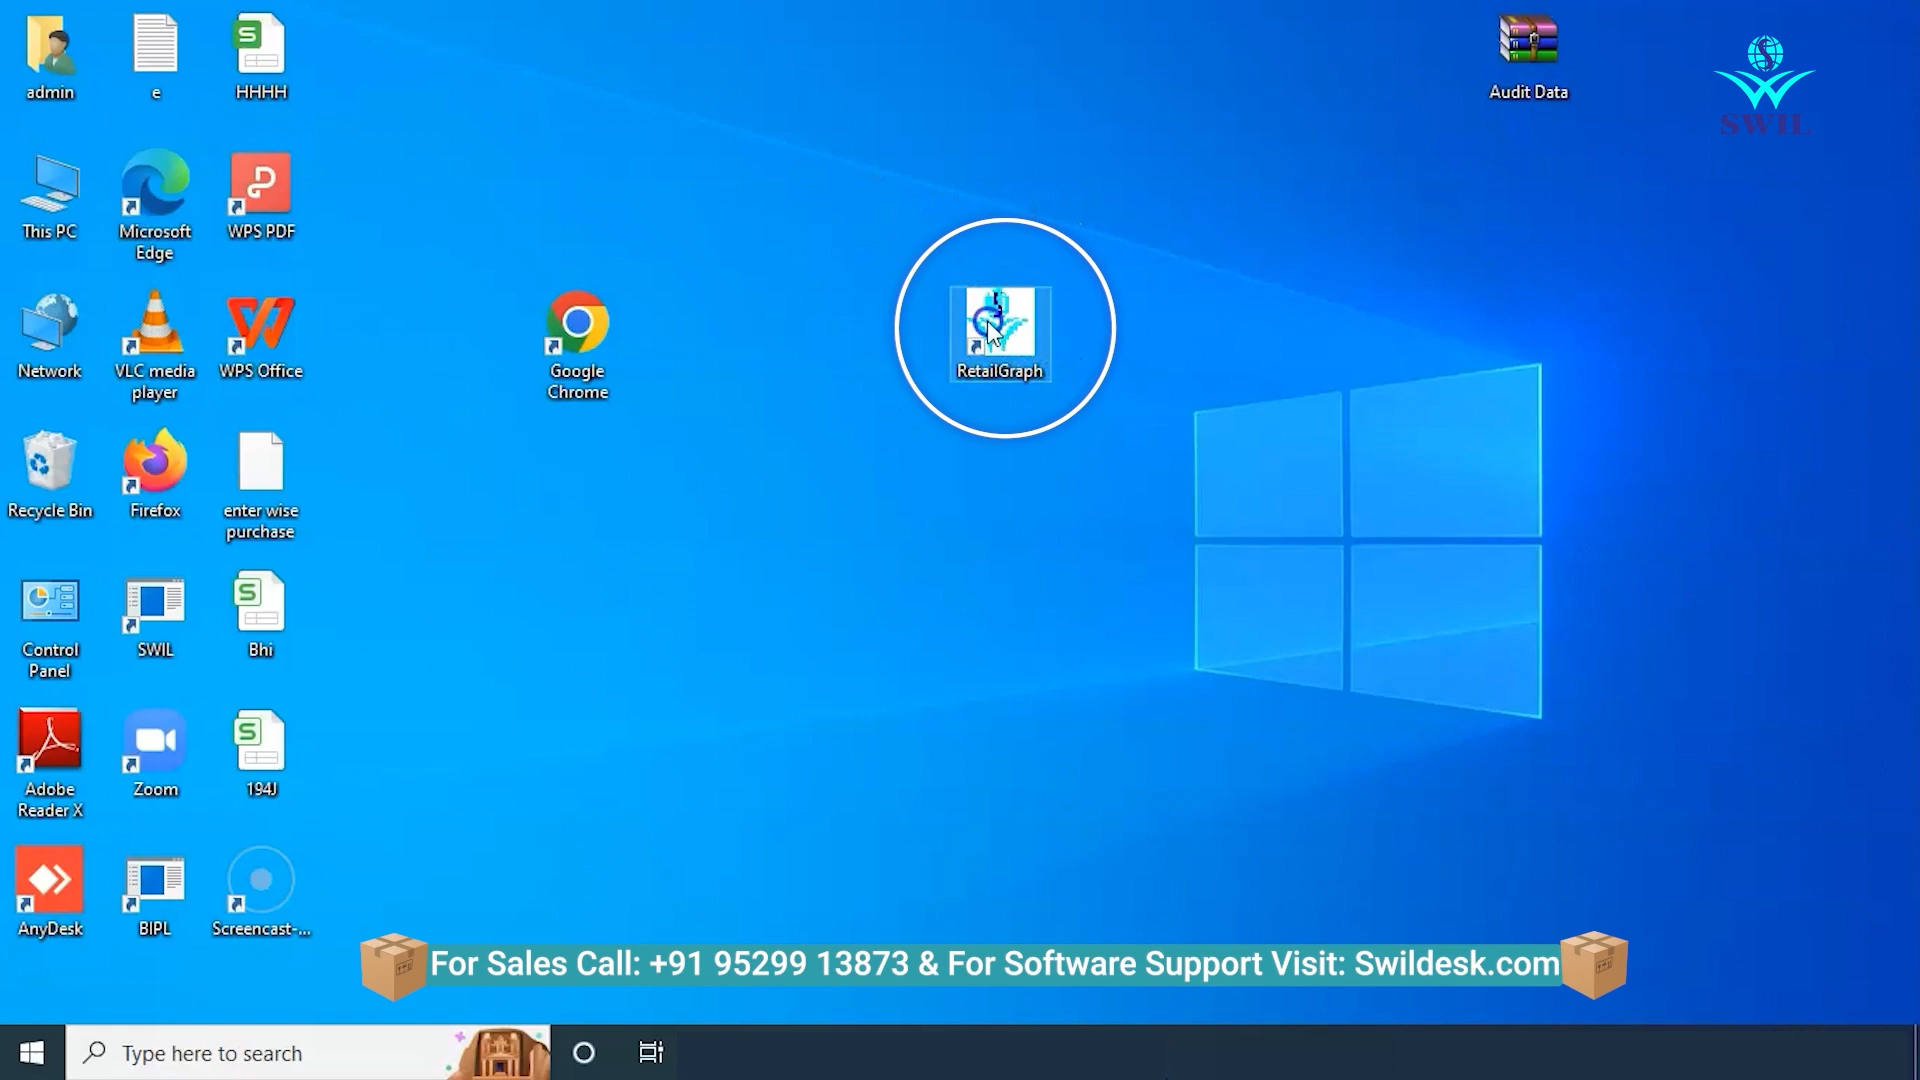 admin
e
HHHH
Audit Data
SWIL
This PC
Microsoft
Edge
WPS PDF
Network
VLC media
player
WPS Office
Google
Chrome
RetailGraph
Recycle Bin
Firefox
enter wise
purchase
Control
Panel
SWIL
Bhi
Adobe
Reader X
Zoom
194J
AnyDesk
BIPL
Screencast-...
For Sales Call: +91 95299 13873 & For Software Support Visit: Swildesk.com
Type here to search